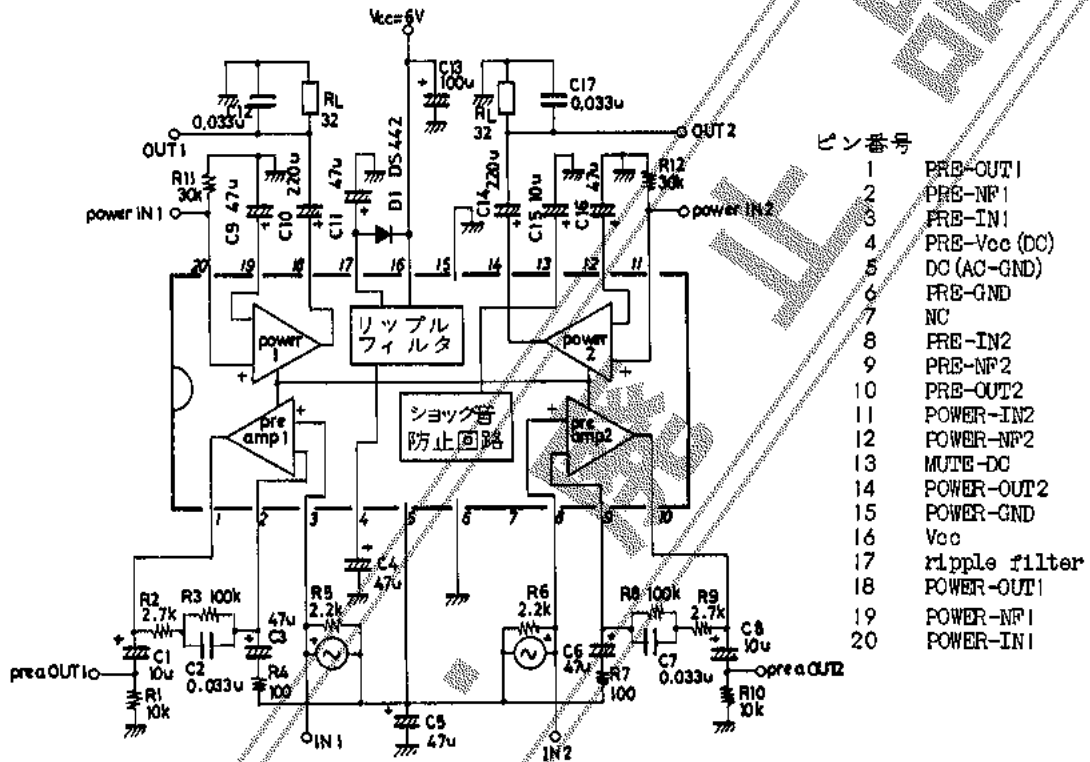 Vcc=6V
C13
100u
C12
0.033u
RL
32
RL
32
C17
0.033u
OUT1
OUT2
R11
30k
47u
C9
220u
C10
47u
C11
D1 DS442
220u
C14
10u
C15
47u
C16
R12
30k
power IN1
power IN2
20 19 18 17 16 15 14 13 12 11
power
1
リップル
フィルタ
power
2
pre
amp1
ショック音
防止回路
pre
amp2
1 2 3 4 5 6 7 8 9 10
R2
2.7k
R3 100k
C1
10u
C2
0.033u
47u
C3
R4
100
R5
2.2k
C4
47u
R6
2.2k
C6
47u
R7
100
R8 100k
R9
2.7k
C7
0.033u
C8
10u
preaOUT1
R1
10k
IN1
C5
47u
IN2
preaOUT2
R10
10k
ピン番号
1 PRE-OUT1
2 PRE-NF1
3 PRE-IN1
4 PRE-Vcc(DC)
5 DC(AC-GND)
6 PRE-GND
7 NC
8 PRE-IN2
9 PRE-NF2
10 PRE-OUT2
11 POWER-IN2
12 POWER-NF2
13 MUTE-DC
14 POWER-OUT2
15 POWER-GND
16 Vcc
17 ripple filter
18 POWER-OUT1
19 POWER-NF1
20 POWER-IN1